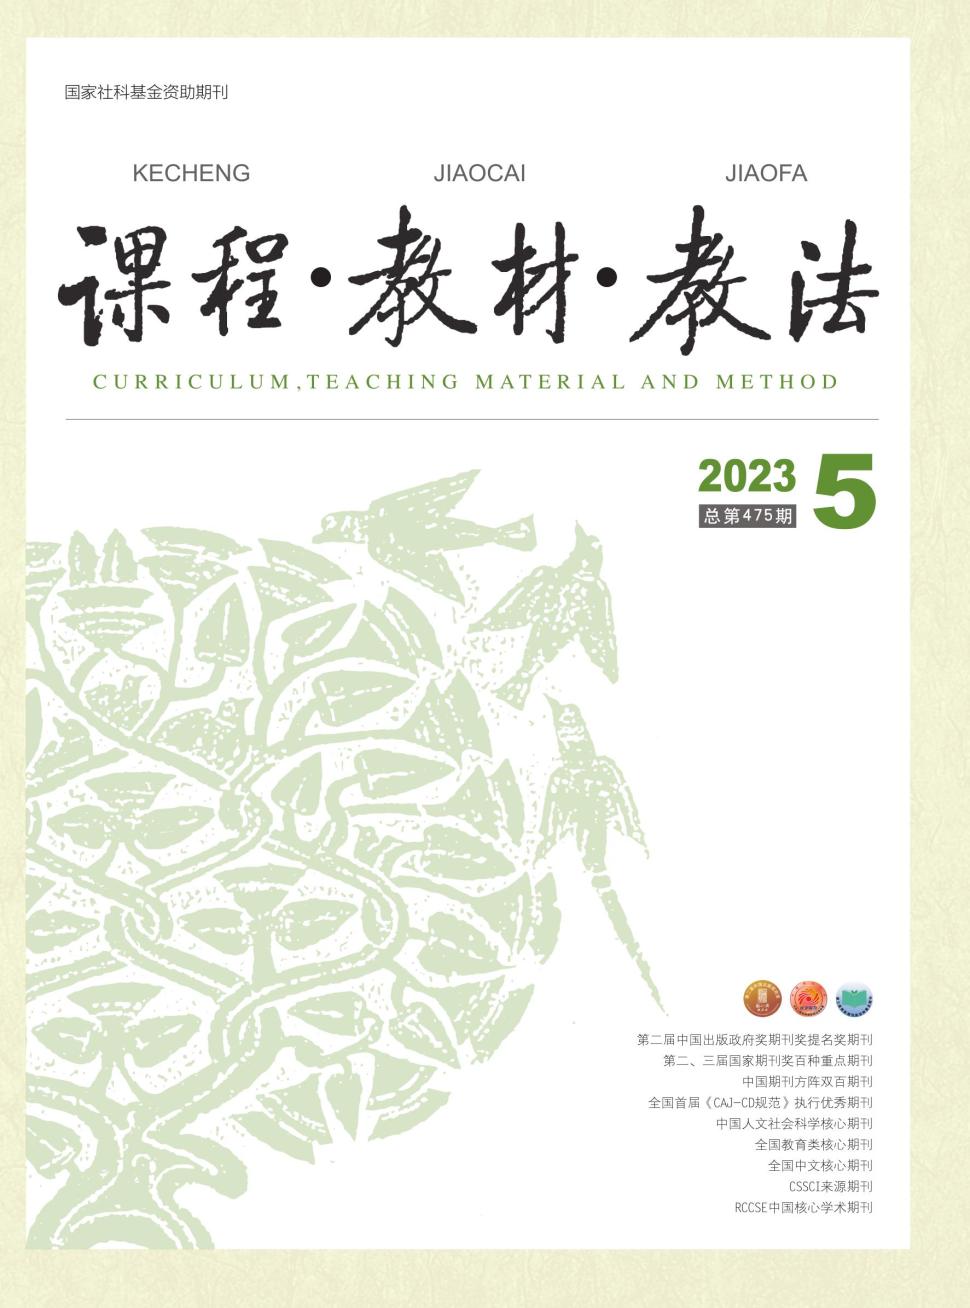 国家社科基金资助期刊
KECHENG JIAOCAI JIAOFA
课程·教材·教法
CURRICULUM,TEACHING MATERIAL AND METHOD
2023 5
总第475期
第二届中国出版政府奖期刊奖提名奖期刊
第二、三届国家期刊奖百种重点期刊
中国期刊方阵双百期刊
全国首届《CAJ-CD规范》执行优秀期刊
中国人文社会科学核心期刊
全国教育类核心期刊
全国中文核心期刊
CSSCI来源期刊
RCCSE中国核心学术期刊